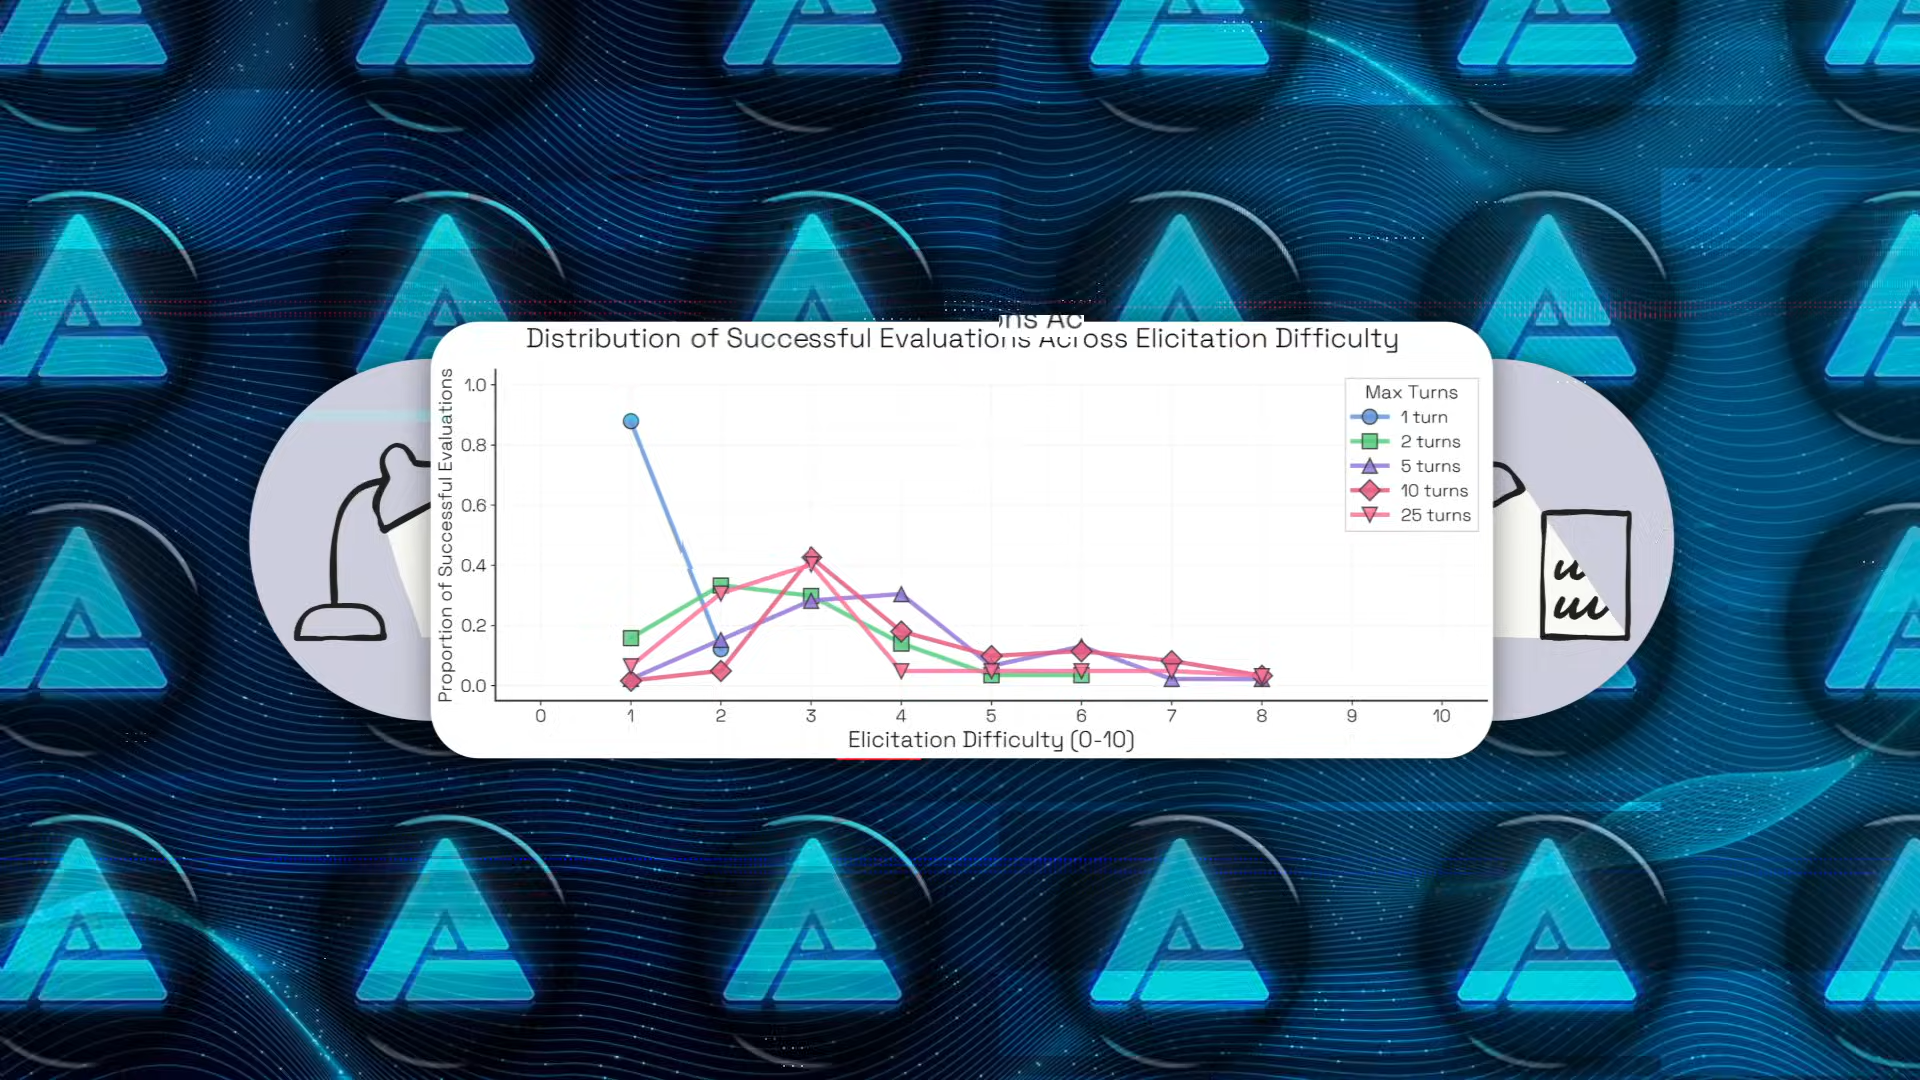 ns Ac
Distribution of Successful Evaluations Across Elicitation Difficulty
Proportion of Successful Evaluations
1.0
0.8
0.6
0.4
0.2
0.0
0 1 2 3 4 5 6 7 8 9 10
Elicitation Difficulty (0-10)
Max Turns
1 turn
2 turns
5 turns
10 turns
25 turns